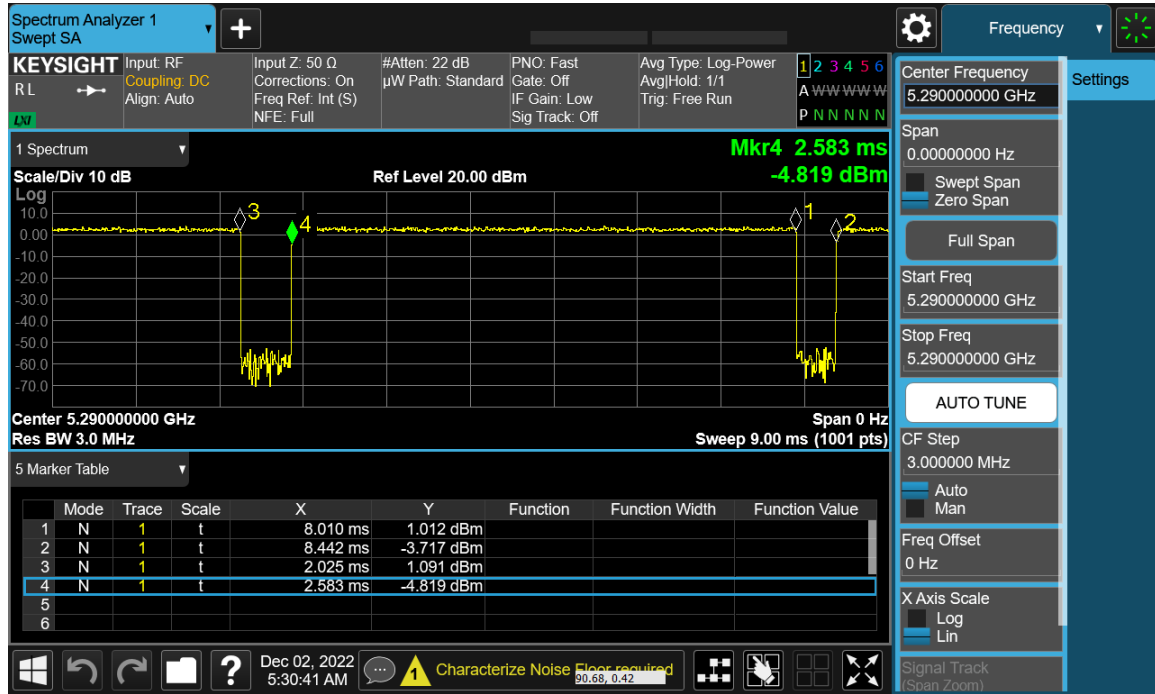 Spectrum Analyzer 1
Swept SA
+
Frequency
KEYSIGHT
R L
LXI
Input: RF
Coupling: DC
Align: Auto
Input Z: 50 Ω
Corrections: On
Freq Ref: Int (S)
NFE: Full
#Atten: 22 dB
µW Path: Standard
PNO: Fast
Gate: Off
IF Gain: Low
Sig Track: Off
Avg Type: Log-Power
Avg|Hold: 1/1
Trig: Free Run
1 2 3 4 5 6
A W W W W W
P N N N N N
1 Spectrum
Scale/Div 10 dB
Log
Ref Level 20.00 dBm
Mkr4 2.583 ms
-4.819 dBm
10.0
0.00
-10.0
-20.0
-30.0
-40.0
-50.0
-60.0
-70.0
3
4
1
2
Center 5.290000000 GHz
Res BW 3.0 MHz
Span 0 Hz
Sweep 9.00 ms (1001 pts)
5 Marker Table
Mode Trace Scale X Y Function Function Width Function Value
1 N 1 t 8.010 ms 1.012 dBm
2 N 1 t 8.442 ms -3.717 dBm
3 N 1 t 2.025 ms 1.091 dBm
4 N 1 t 2.583 ms -4.819 dBm
5
6
Center Frequency
5.290000000 GHz
Span
0.00000000 Hz
Swept Span
Zero Span
Full Span
Start Freq
5.290000000 GHz
Stop Freq
5.290000000 GHz
AUTO TUNE
CF Step
3.000000 MHz
Auto
Man
Freq Offset
0 Hz
X Axis Scale
Log
Lin
Signal Track
(Span Zoom)
Settings
?
Dec 02, 2022
5:30:41 AM
1
Characterize Noise Floor required
90.68, 0.42